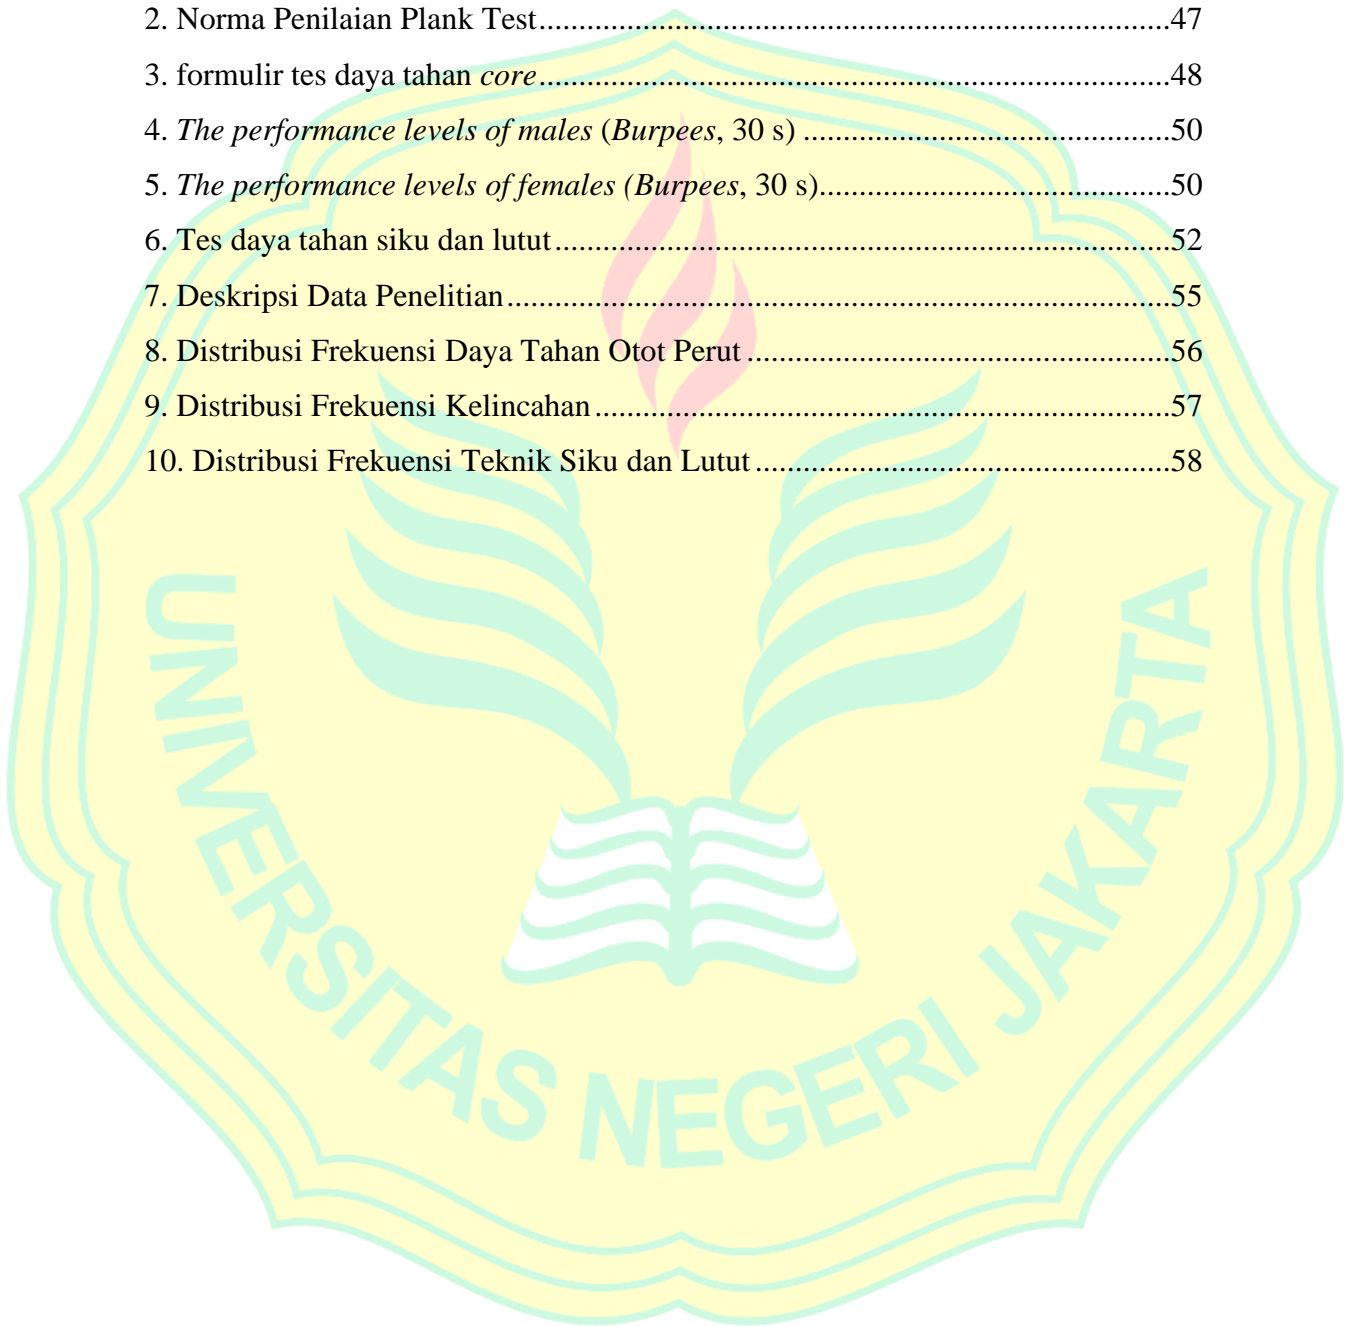 2. Norma Penilaian Plank Test........................................................................47
3. formulir tes daya tahan core........................................................................48
4. The performance levels of males (Burpees, 30 s) ..........................................50
5. The performance levels of females (Burpees, 30 s)........................................50
6. Tes daya tahan siku dan lutut......................................................................52
7. Deskripsi Data Penelitian............................................................................55
8. Distribusi Frekuensi Daya Tahan Otot Perut ................................................56
9. Distribusi Frekuensi Kelincahan..................................................................57
10. Distribusi Frekuensi Teknik Siku dan Lutut ...............................................58
UNIVERSITAS NEGERI JAKARTA